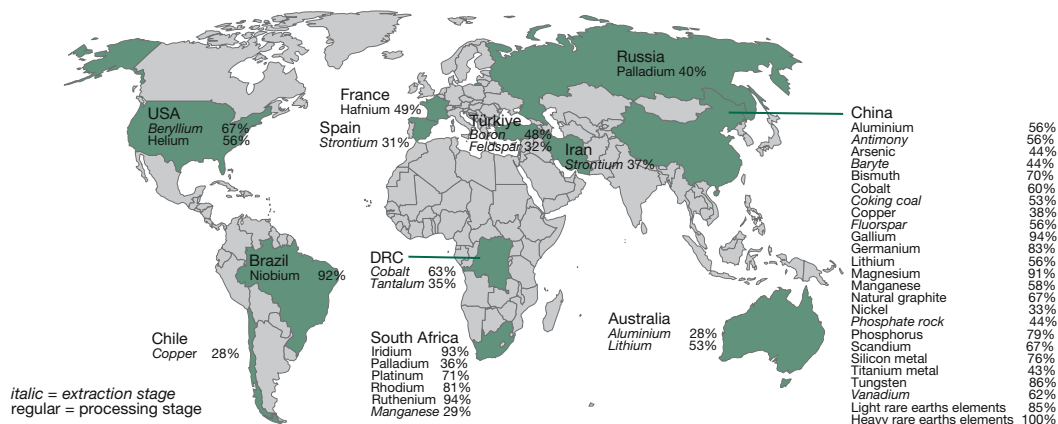 Russia
Palladium 40%
France
Hafnium 49%
Spain
Strontium 31%
Türkiye
Boron 48%
Feldspar 32%
Iran
Strontium 37%
USA
Beryllium 67%
Helium 56%
China
Aluminium 56%
Antimony 56%
Arsenic 44%
Baryte 44%
Bismuth 70%
Cobalt 60%
Coking coal 53%
Copper 38%
Fluorspar 56%
Gallium 94%
Germanium 83%
Lithium 56%
Magnesium 91%
Manganese 58%
Natural graphite 67%
Nickel 33%
Phosphate rock 44%
Phosphorus 79%
Scandium 67%
Silicon metal 76%
Titanium metal 43%
Tungsten 86%
Vanadium 62%
Light rare earths elements 85%
Heavy rare earths elements 100%
Brazil
Niobium 92%
DRC
Cobalt 63%
Tantalum 35%
Chile
Copper 28%
South Africa
Iridium 93%
Palladium 36%
Platinum 71%
Rhodium 81%
Ruthenium 94%
Manganese 29%
Australia
Aluminium 28%
Lithium 53%
italic = extraction stage
regular = processing stage